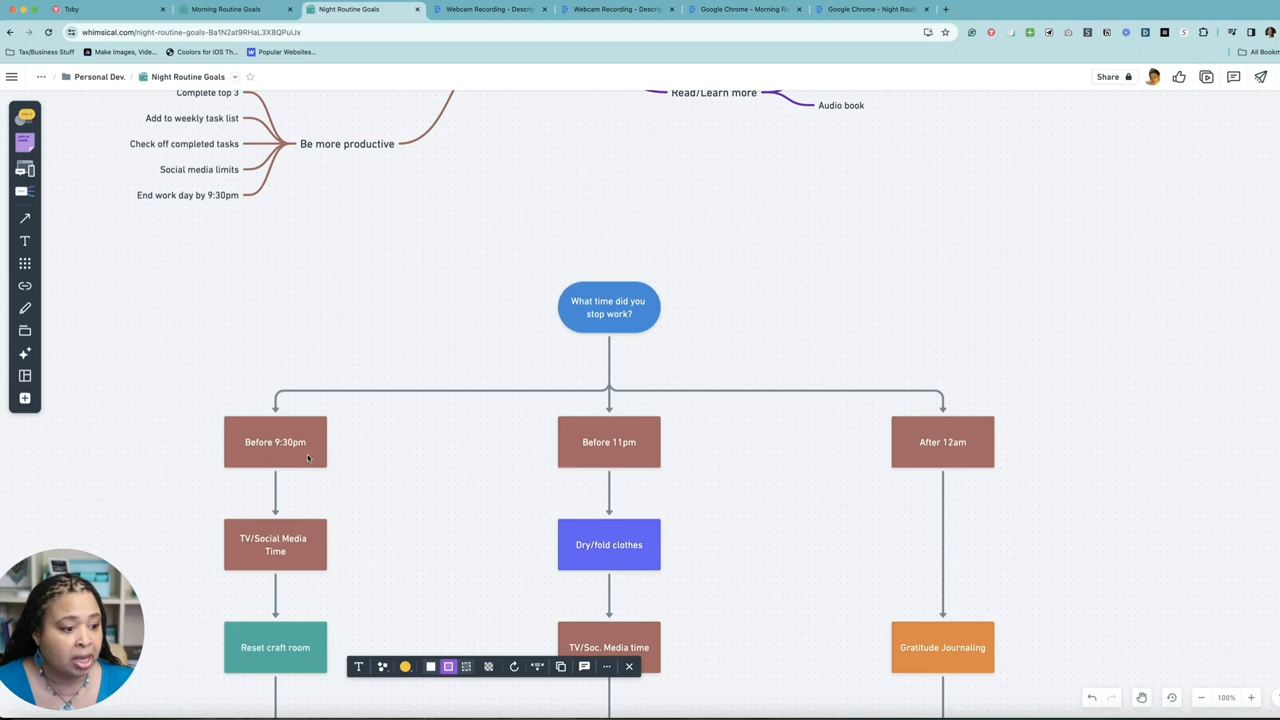 Toby
Morning Routine Goals
Night Routine Goals
Webcam Recording – Descrip
Webcam Recording – Descrip
Google Chrome – Morning Ro
Google Chrome – Night Rout
whimsical.com/night-routine-goals-Ba1N2at9RHaL3X8QPuiJx
Tax/Business Stuff
Make Images, Vide...
Coolors for iOS Th...
Popular Websites...
All Bookm
Personal Dev.
/
Night Routine Goals
Share
Complete top 3
Add to weekly task list
Check off completed tasks
Social media limits
End work day by 9:30pm
Be more productive
Read/Learn more
Audio book
What time did you
stop work?
Before 9:30pm
Before 11pm
After 12am
TV/Social Media
Time
Dry/fold clothes
Reset craft room
TV/Soc. Media time
Gratitude Journaling
100%